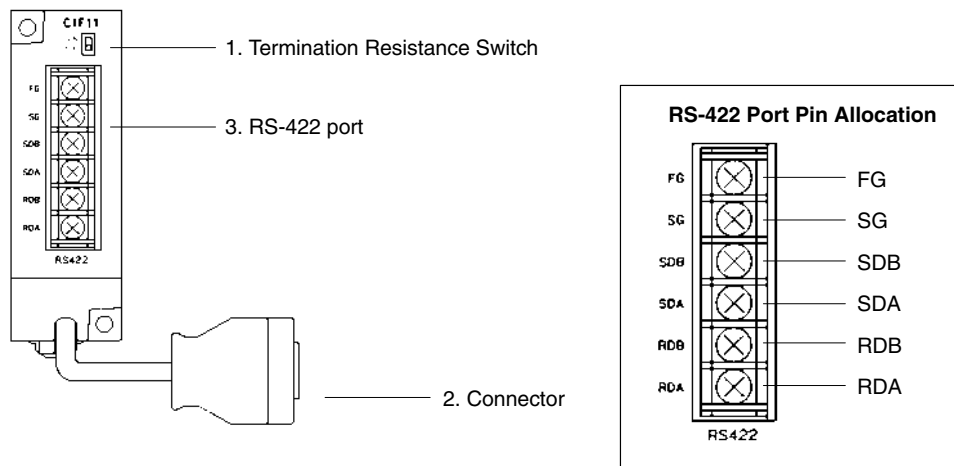 CIF11
1. Termination Resistance Switch
FG
SG
SDB
SDA
RDB
RDA
RS422
3. RS-422 port
2. Connector
RS-422 Port Pin Allocation
FG FG
SG SG
SDB SDB
SDA SDA
RDB RDB
RDA RDA
RS422